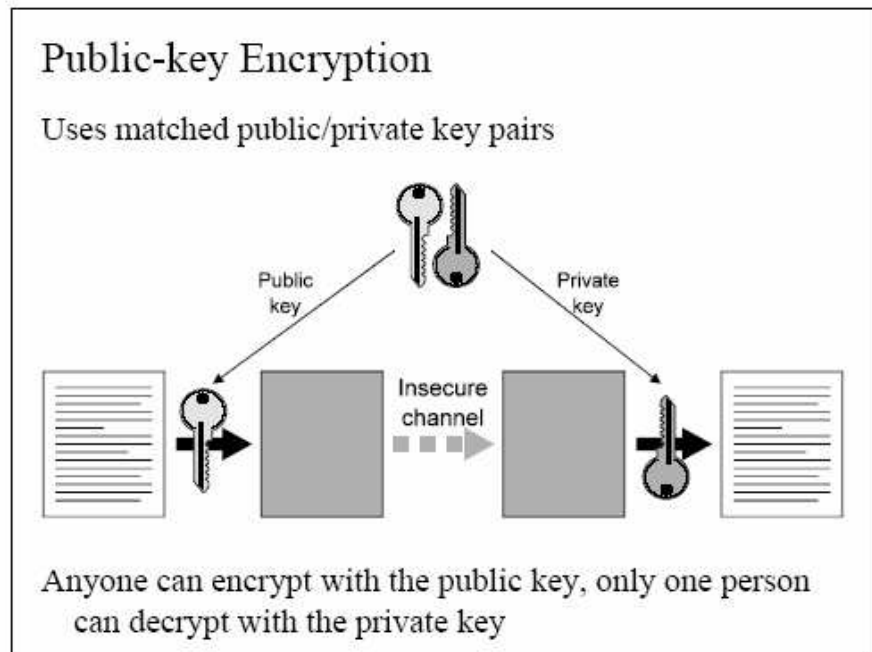 Public-key Encryption
Uses matched public/private key pairs
Public
key
Private
key
Insecure
channel
Anyone can encrypt with the public key, only one person
can decrypt with the private key